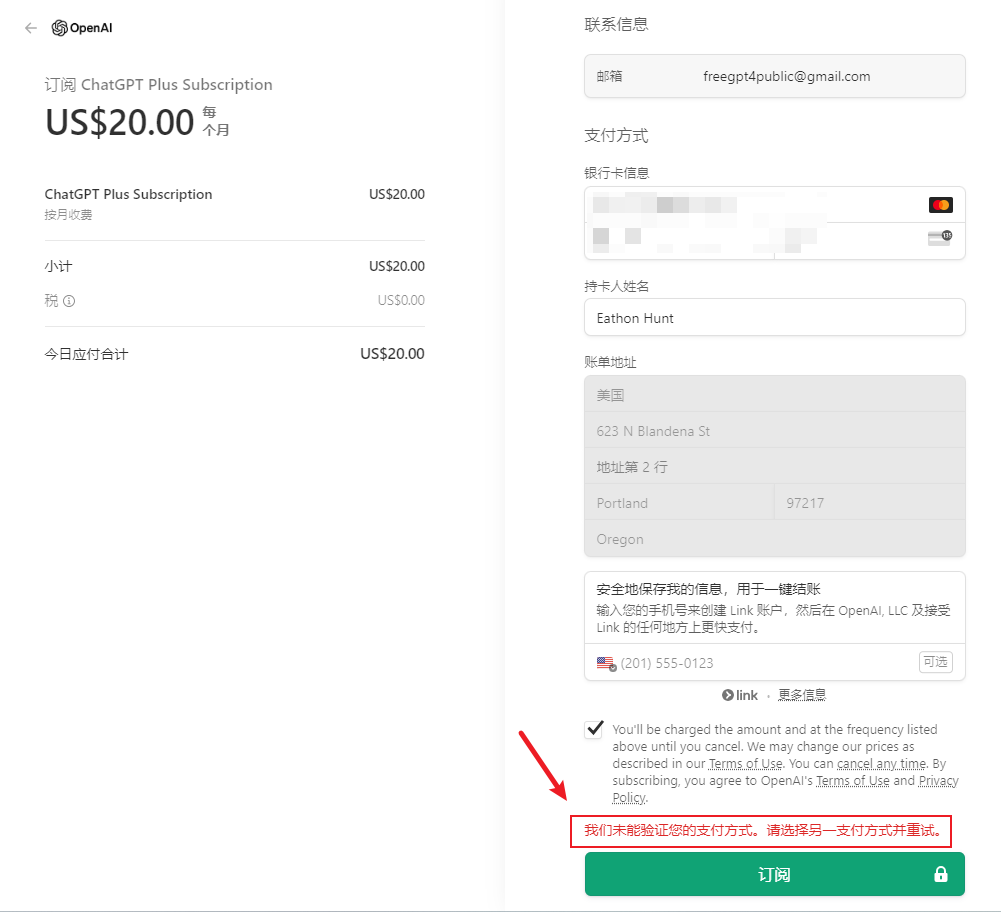 OpenAI
订阅 ChatGPT Plus Subscription
US$20.00 每
个月
ChatGPT Plus Subscription US$20.00
按月收费
小计 US$20.00
税 US$0.00
今日应付合计 US$20.00
联系信息
邮箱 freegpt4public@gmail.com
支付方式
银行卡信息
135
持卡人姓名
Eathon Hunt
账单地址
美国
623 N Blandena St
地址第 2 行
Portland 97217
Oregon
安全地保存我的信息，用于一键结账
输入您的手机号来创建 Link 账户，然后在 OpenAI, LLC 及接受
Link 的任何地方上更快支付。
(201) 555-0123 可选
link · 更多信息
You'll be charged the amount and at the frequency listed
above until you cancel. We may change our prices as
described in our Terms of Use. You can cancel any time. By
subscribing, you agree to OpenAI's Terms of Use and Privacy
Policy.
我们未能验证您的支付方式。请选择另一支付方式并重试。
订阅